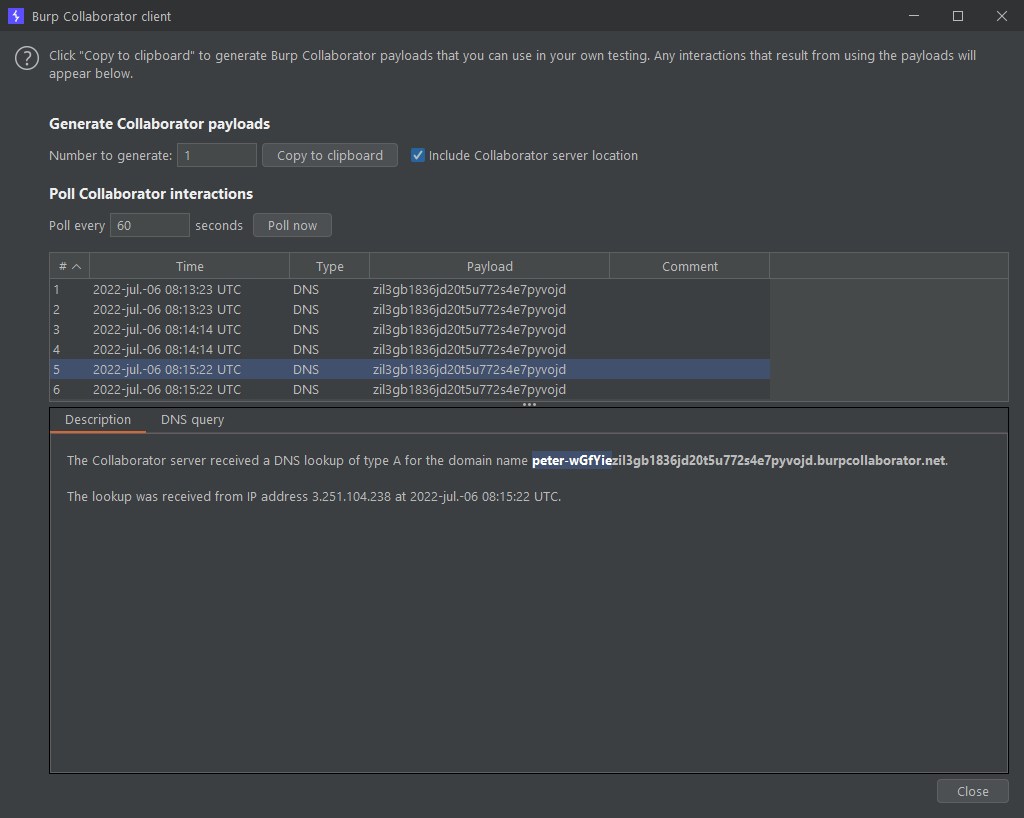 Burp Collaborator client
Click "Copy to clipboard" to generate Burp Collaborator payloads that you can use in your own testing. Any interactions that result from using the payloads will
appear below.
Generate Collaborator payloads
Number to generate: 1 Copy to clipboard Include Collaborator server location
Poll Collaborator interactions
Poll every 60 seconds Poll now
# Time Type Payload Comment
1 2022-jul.-06 08:13:23 UTC DNS zil3gb1836jd20t5u772s4e7pyvojd
2 2022-jul.-06 08:13:23 UTC DNS zil3gb1836jd20t5u772s4e7pyvojd
3 2022-jul.-06 08:14:14 UTC DNS zil3gb1836jd20t5u772s4e7pyvojd
4 2022-jul.-06 08:14:14 UTC DNS zil3gb1836jd20t5u772s4e7pyvojd
5 2022-jul.-06 08:15:22 UTC DNS zil3gb1836jd20t5u772s4e7pyvojd
6 2022-jul.-06 08:15:22 UTC DNS zil3gb1836jd20t5u772s4e7pyvojd
Description DNS query
The Collaborator server received a DNS lookup of type A for the domain name peter-wGfYiezil3gb1836jd20t5u772s4e7pyvojd.burpcollaborator.net.
The lookup was received from IP address 3.251.104.238 at 2022-jul.-06 08:15:22 UTC.
Close